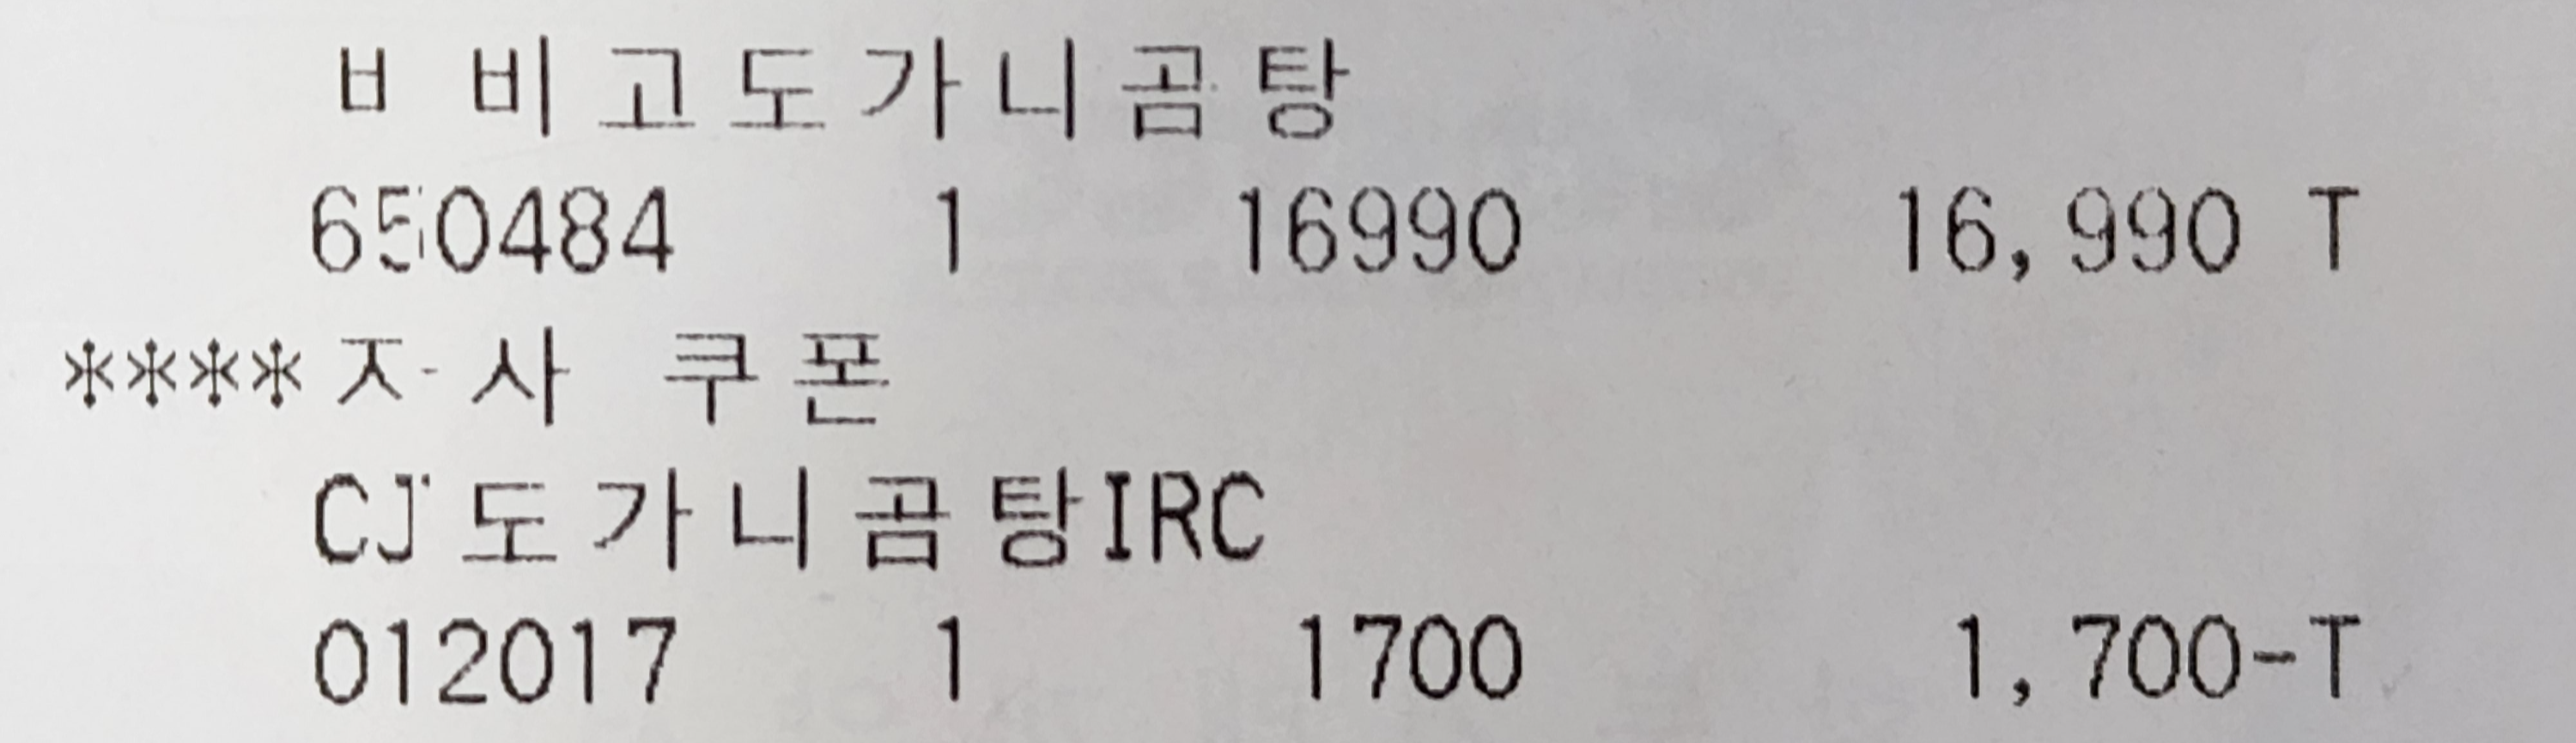 비비고도가니곰탕
650484 1 16990 16,990 T
****자사 쿠폰
CJ도가니곰탕IRC
012017 1 1700 1,700-T